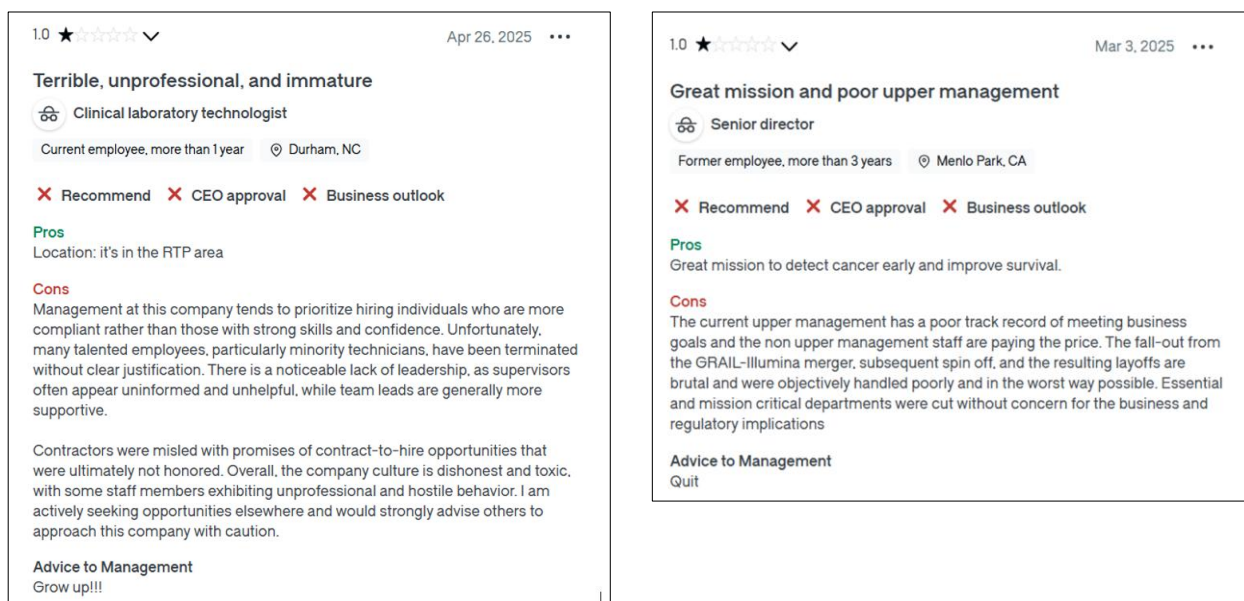 1.0
Apr 26, 2025
Terrible, unprofessional, and immature
Clinical laboratory technologist
Current employee, more than 1 year
Durham, NC
Recommend
CEO approval
Business outlook
Pros
Location: it's in the RTP area
Cons
Management at this company tends to prioritize hiring individuals who are more
compliant rather than those with strong skills and confidence. Unfortunately,
many talented employees, particularly minority technicians, have been terminated
without clear justification. There is a noticeable lack of leadership, as supervisors
often appear uninformed and unhelpful, while team leads are generally more
supportive.
Contractors were misled with promises of contract-to-hire opportunities that
were ultimately not honored. Overall, the company culture is dishonest and toxic,
with some staff members exhibiting unprofessional and hostile behavior. I am
actively seeking opportunities elsewhere and would strongly advise others to
approach this company with caution.
Advice to Management
Grow up!!!
1.0
Mar 3, 2025
Great mission and poor upper management
Senior director
Former employee, more than 3 years
Menlo Park, CA
Recommend
CEO approval
Business outlook
Pros
Great mission to detect cancer early and improve survival.
Cons
The current upper management has a poor track record of meeting business
goals and the non upper management staff are paying the price. The fall-out from
the GRAIL-Illumina merger, subsequent spin off, and the resulting layoffs are
brutal and were objectively handled poorly and in the worst way possible. Essential
and mission critical departments were cut without concern for the business and
regulatory implications
Advice to Management
Quit